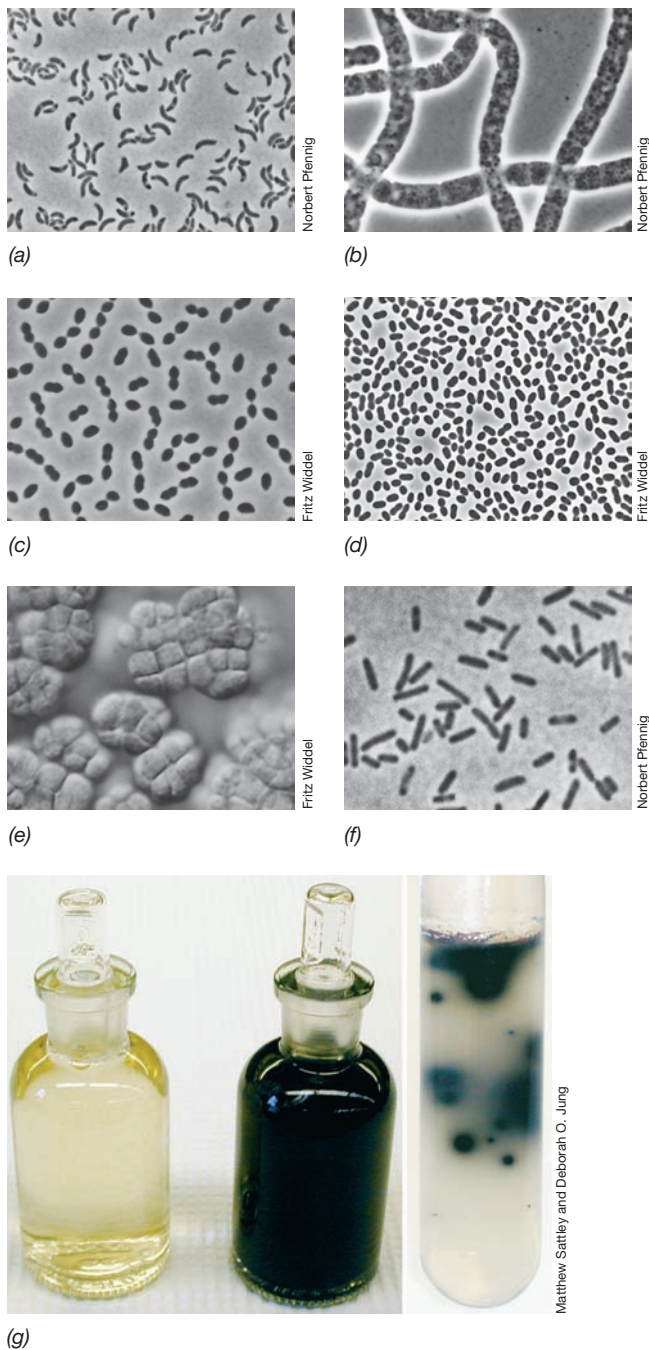 Norbert Pfennig
Norbert Pfennig
(a)
(b)
Fritz Widdel
Fritz Widdel
(c)
(d)
Fritz Widdel
Norbert Pfennig
(e)
(f)
Matthew Sattley and Deborah O. Jung
(g)